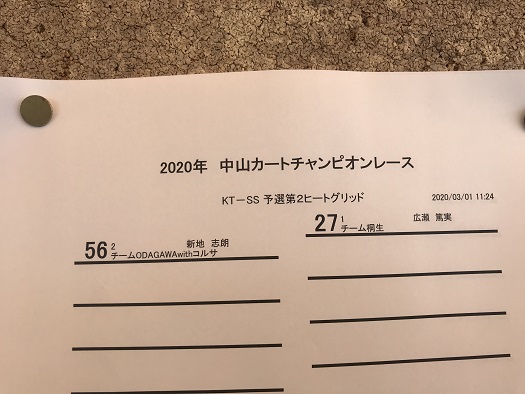 2020年 中山カートチャンピオンレース
KT－SS 予選第2ヒートグリッド
2020/03/01 11:24
27 1 広瀬 篤実
チーム桐生
56 2 新地 志朗
チームODAGAWAwithコルサ